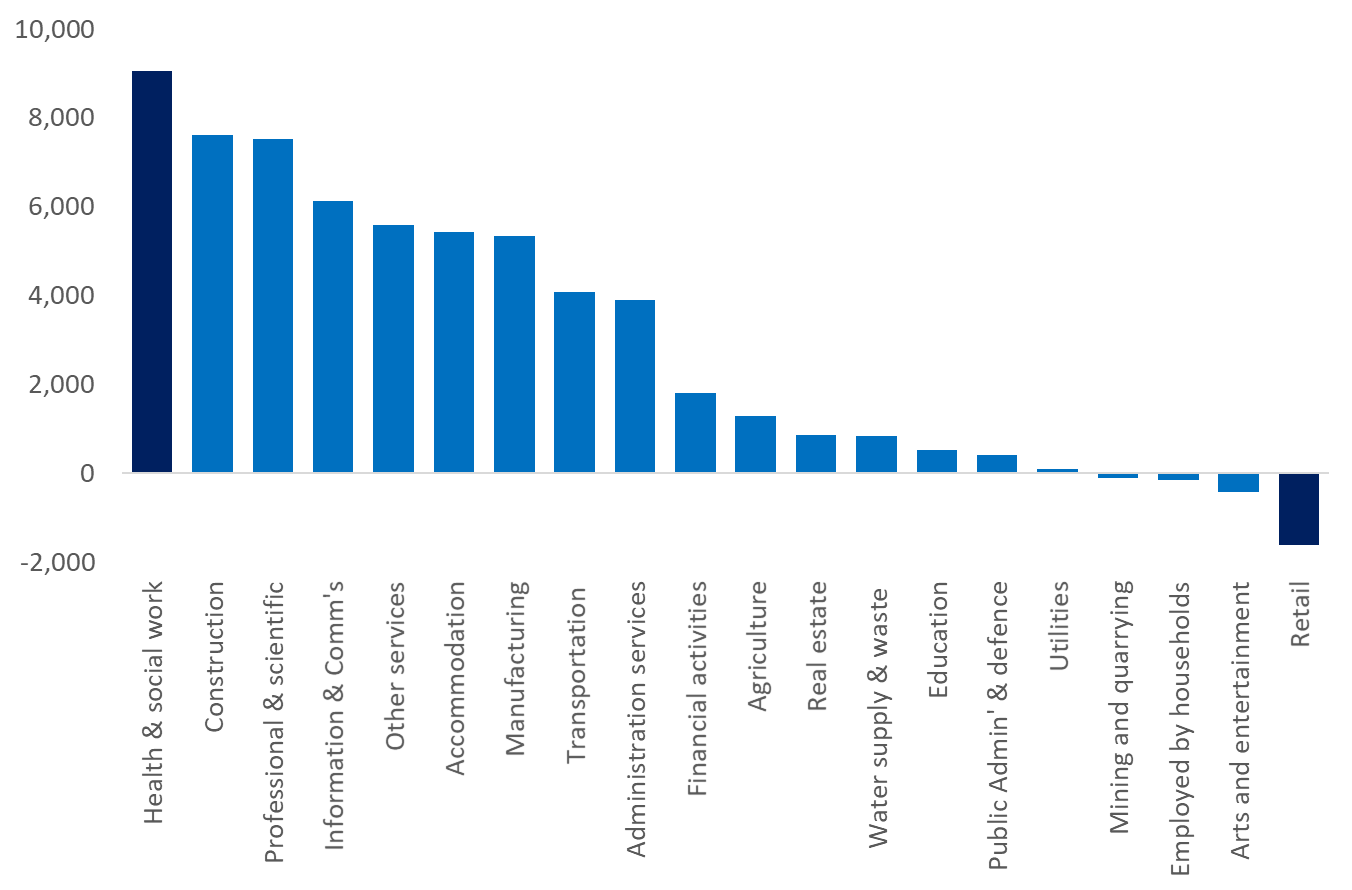 10,000
8,000
6,000
4,000
2,000
0
-2,000
Health & social work
Construction
Professional & scientific
Information & Comm's
Other services
Accommodation
Manufacturing
Transportation
Administration services
Financial activities
Agriculture
Real estate
Water supply & waste
Education
Public Admin' & defence
Utilities
Mining and quarrying
Employed by households
Arts and entertainment
Retail